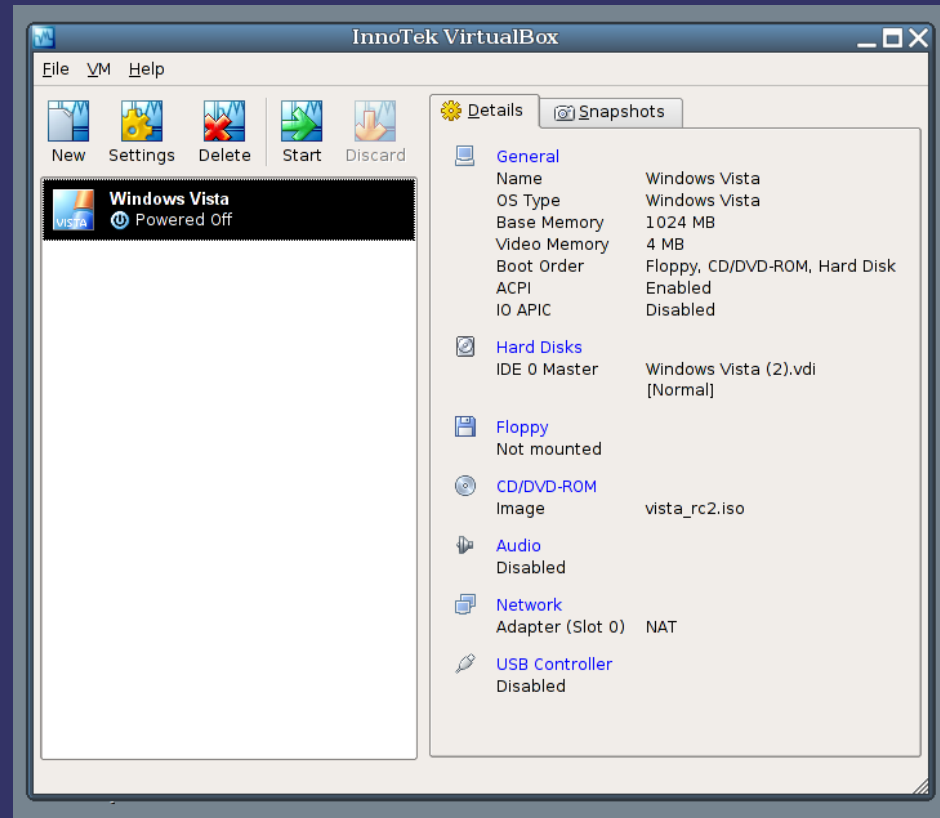 InnoTek VirtualBox
File VM Help
New Settings Delete Start Discard
Windows Vista
VISTA
Powered Off
Details Snapshots
General
Name Windows Vista
OS Type Windows Vista
Base Memory 1024 MB
Video Memory 4 MB
Boot Order Floppy, CD/DVD-ROM, Hard Disk
ACPI Enabled
IO APIC Disabled
Hard Disks
IDE 0 Master Windows Vista (2).vdi
[Normal]
Floppy
Not mounted
CD/DVD-ROM
Image vista_rc2.iso
Audio
Disabled
Network
Adapter (Slot 0) NAT
USB Controller
Disabled